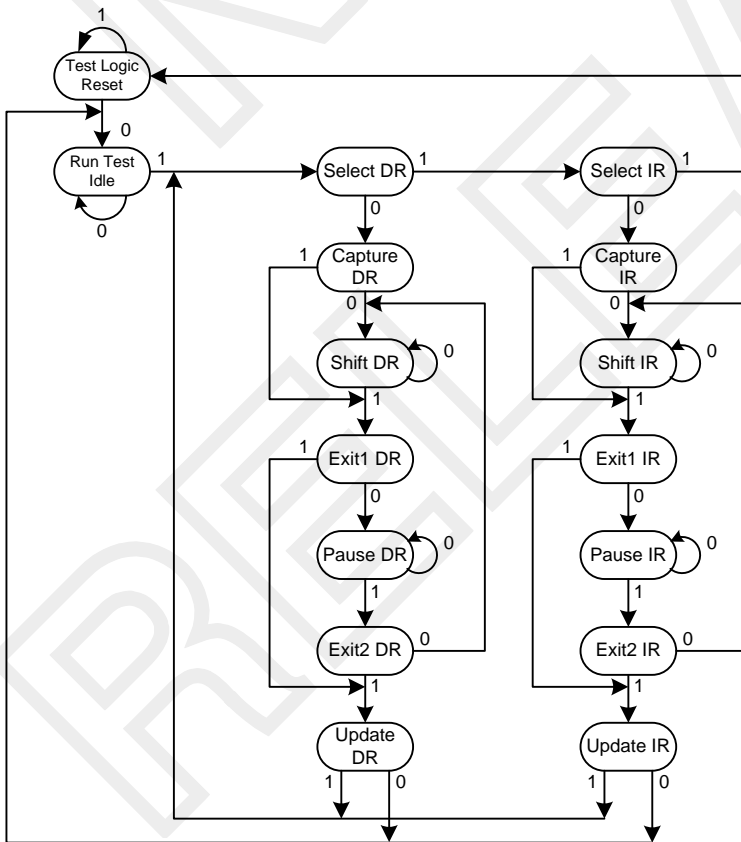 1
Test Logic
Reset
0
Run Test
Idle
1
0
Select DR
1
0
Select IR
1
0
Capture
DR
1
0
Capture
IR
1
0
Shift DR
0
1
Shift IR
0
1
Exit1 DR
1
0
Exit1 IR
1
0
Pause DR
0
1
Pause IR
0
1
Exit2 DR
0
1
Exit2 IR
0
1
Update
DR
1
0
Update IR
1
0